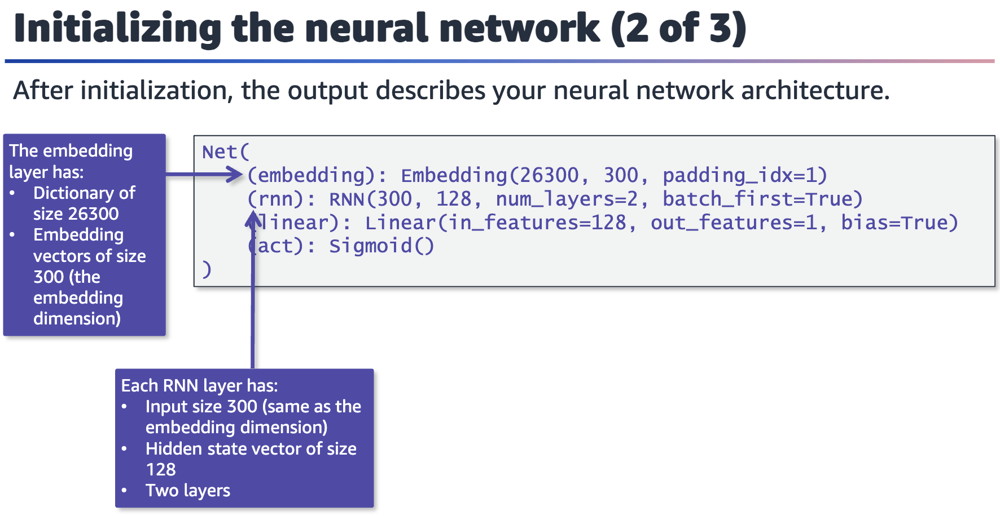 Initializing the neural network (2 of 3)
After initialization, the output describes your neural network architecture.
The embedding
layer has:
• Dictionary of
size 26300
• Embedding
vectors of size
300 (the
embedding
dimension)
Net(
(embedding): Embedding(26300, 300, padding_idx=1)
(rnn): RNN(300, 128, num_layers=2, batch_first=True)
(linear): Linear(in_features=128, out_features=1, bias=True)
(act): Sigmoid()
)
Each RNN layer has:
• Input size 300 (same as the
embedding dimension)
• Hidden state vector of size
128
• Two layers